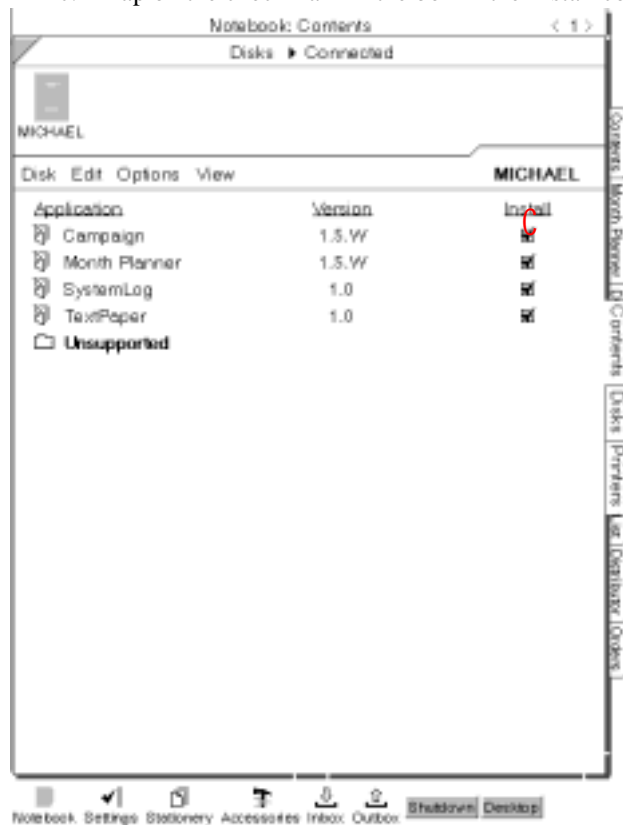 Notebook: Contents < 1 >
Disks ▶ Connected
MICHAEL
Disk Edit Options View MICHAEL
Application Version Install
Campaign 1.5.W
Month Planner 1.5.W
SystemLog 1.0
TextPaper 1.0
Unsupported
Contents Month Planner
Contents Disks Printers
List Distributor Orders
Notebook Settings Stationery Accessories Inbox Outbox Shutdown Desktop